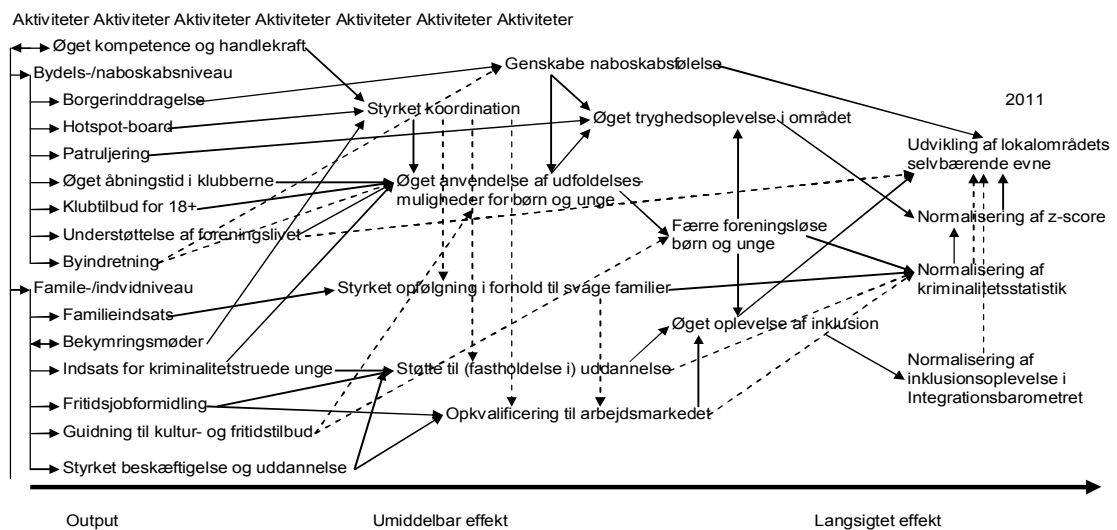 Aktiviteter Aktiviteter Aktiviteter Aktiviteter Aktiviteter Aktiviteter Aktiviteter
Øget kompetence og handlekraft
Bydels-/naboskabsniveau
Borgerinddragelse
Hotspot-board
Patruljering
Øget åbningstid i klubberne
Klubtilbud for 18+
Understøttelse af foreningslivet
Byindretning
Famile-/indvidniveau
Familieindsats
Bekymringsmøder
Indsats for kriminalitetstruede unge
Fritidsjobformidling
Guidning til kultur- og fritidstilbud
Styrket beskæftigelse og uddannelse
Genskabe naboskabsfølelse
Styrket koordination
Øget tryghedsoplevelse i området
Øget anvendelse af udfoldelses-
muligheder for børn og unge
Færre foreningsløse
børn og unge
Styrket opfølgning i forhold til svage familier
Øget oplevelse af inklusion
Støtte til (fastholdelse i) uddannelse
Opkvalificering til arbejdsmarkedet
2011
Udvikling af lokalområdets
selvbærende evne
Normalisering af z-score
Normalisering af
kriminalitetsstatistik
Normalisering af
inklusionsoplevelse i
Integrationsbarometret
Output
Umiddelbar effekt
Langsigtet effekt